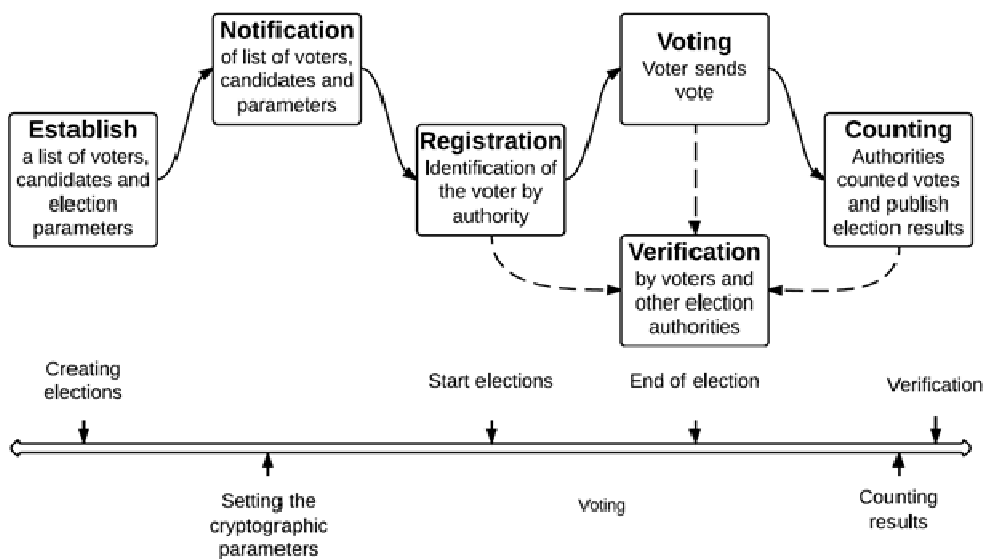 Notification
of list of voters,
candidates and
parameters
Voting
Voter sends
vote
Establish
a list of voters,
candidates and
election
parameters
Registration
Identification of
the voter by
authority
Counting
Authorities
counted votes
and publish
election results
Verification
by voters and
other election
authorities
Creating
elections
Start elections
End of election
Verification
Setting the
cryptographic
parameters
Voting
Counting
results